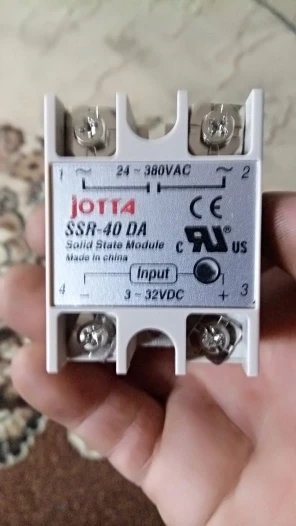 24 - 380VAC
1 ~ ~ 2
JOTTA CE
SSR-40 DA
Solid State Module
Made in china
c RU® US
Input
4 - + 3
3 - 32VDC